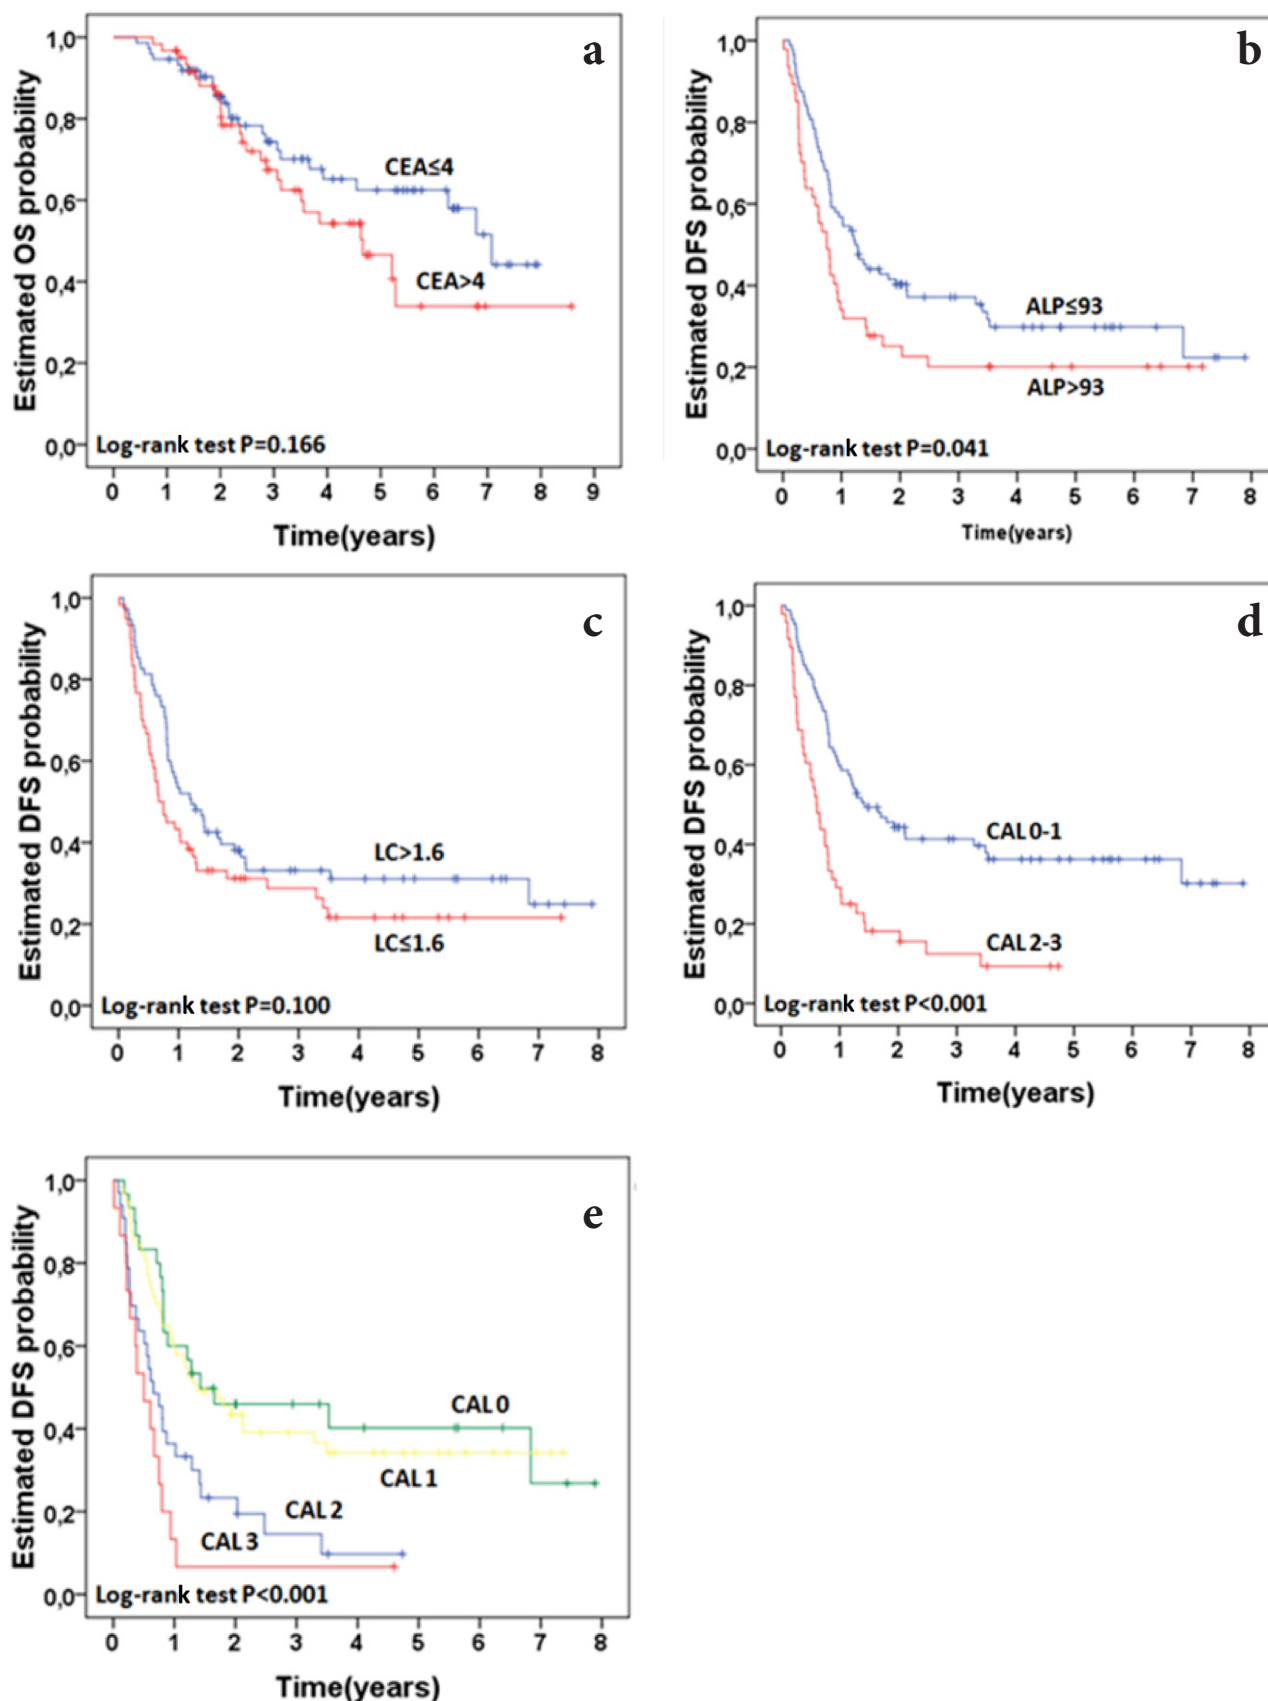 a
Estimated OS probability
1,0
0,8
0,6
0,4
0,2
0,0
CEA≤4
CEA>4
Log-rank test P=0.166
0 1 2 3 4 5 6 7 8 9
Time(years)
b
Estimated DFS probability
1,0
0,8
0,6
0,4
0,2
0,0
ALP≤93
ALP>93
Log-rank test P=0.041
0 1 2 3 4 5 6 7 8
Time(years)
c
Estimated DFS probability
1,0
0,8
0,6
0,4
0,2
0,0
LC>1.6
LC≤1.6
Log-rank test P=0.100
0 1 2 3 4 5 6 7 8
Time(years)
d
Estimated DFS probability
1,0
0,8
0,6
0,4
0,2
0,0
CAL 0-1
CAL 2-3
Log-rank test P<0.001
0 1 2 3 4 5 6 7 8
Time(years)
e
Estimated DFS probability
1,0
0,8
0,6
0,4
0,2
0,0
CAL 0
CAL 1
CAL 2
CAL 3
Log-rank test P<0.001
0 1 2 3 4 5 6 7 8
Time(years)